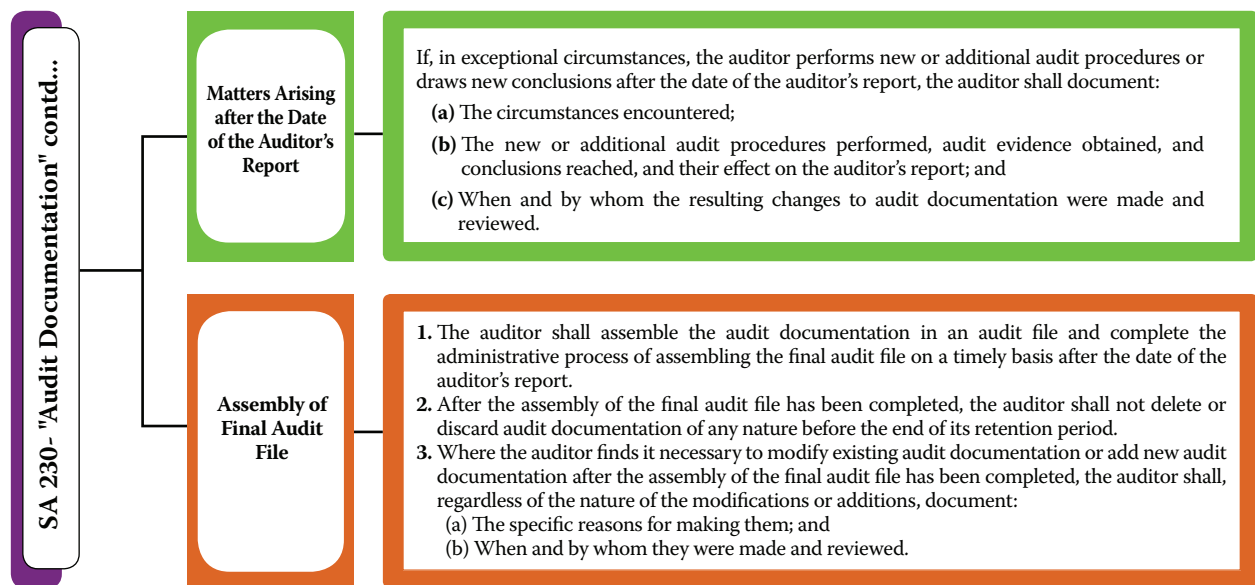 SA 230- "Audit Documentation" contd...
Matters Arising
after the Date
of the Auditor’s
Report
If, in exceptional circumstances, the auditor performs new or additional audit procedures or
draws new conclusions after the date of the auditor’s report, the auditor shall document:
(a) The circumstances encountered;
(b) The new or additional audit procedures performed, audit evidence obtained, and
conclusions reached, and their effect on the auditor’s report; and
(c) When and by whom the resulting changes to audit documentation were made and
reviewed.
Assembly of
Final Audit
File
1. The auditor shall assemble the audit documentation in an audit file and complete the
administrative process of assembling the final audit file on a timely basis after the date of the
auditor’s report.
2. After the assembly of the final audit file has been completed, the auditor shall not delete or
discard audit documentation of any nature before the end of its retention period.
3. Where the auditor finds it necessary to modify existing audit documentation or add new audit
documentation after the assembly of the final audit file has been completed, the auditor shall,
regardless of the nature of the modifications or additions, document:
(a) The specific reasons for making them; and
(b) When and by whom they were made and reviewed.